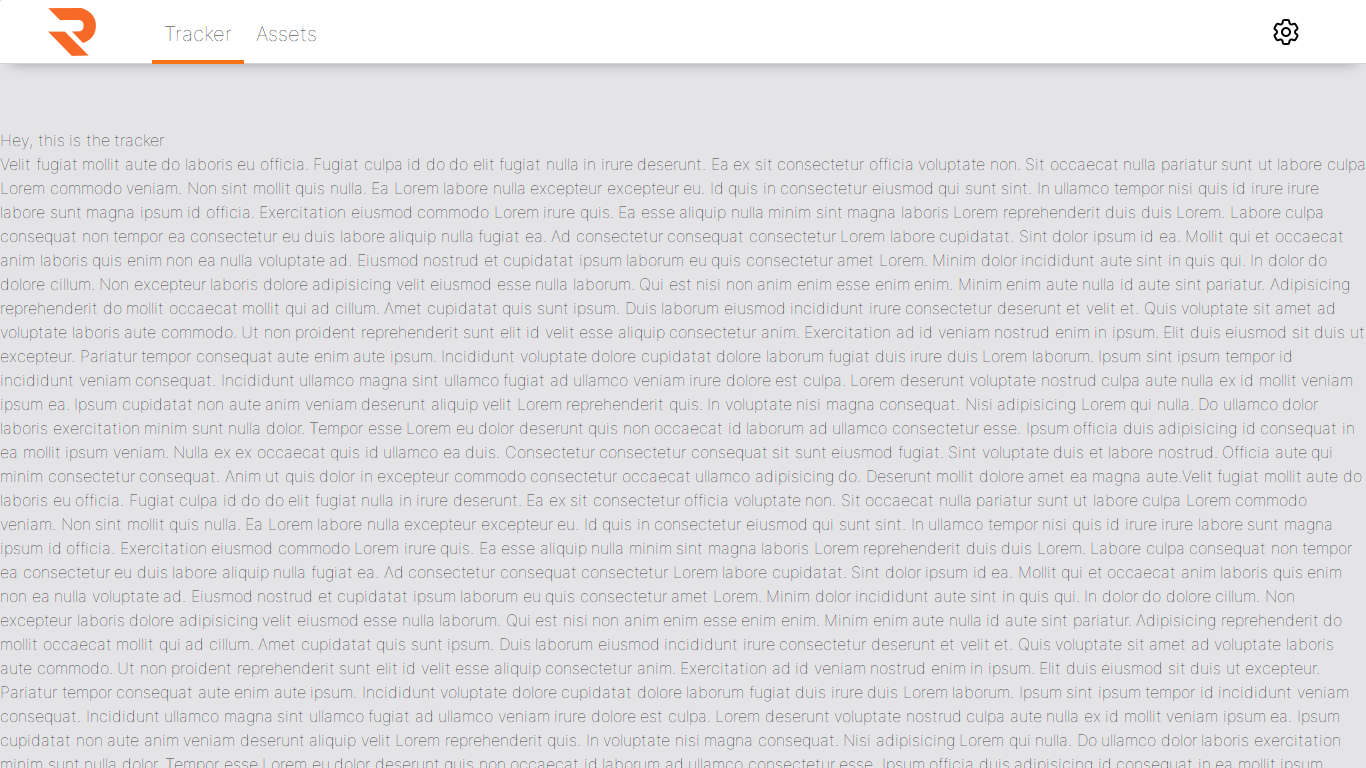 Tracker Assets
Hey, this is the tracker
Velit fugiat mollit aute do laboris eu officia. Fugiat culpa id do do elit fugiat nulla in irure deserunt. Ea ex sit consectetur officia voluptate non. Sit occaecat nulla pariatur sunt ut labore culpa
Lorem commodo veniam. Non sint mollit quis nulla. Ea Lorem labore nulla excepteur excepteur eu. Id quis in consectetur eiusmod qui sunt sint. In ullamco tempor nisi quis id irure irure
labore sunt magna ipsum id officia. Exercitation eiusmod commodo Lorem irure quis. Ea esse aliquip nulla minim sint magna laboris Lorem reprehenderit duis duis Lorem. Labore culpa
consequat non tempor ea consectetur eu duis labore aliquip nulla fugiat ea. Ad consectetur consequat consectetur Lorem labore cupidatat. Sint dolor ipsum id ea. Mollit qui et occaecat
anim laboris quis enim non ea nulla voluptate ad. Eiusmod nostrud et cupidatat ipsum laborum eu quis consectetur amet Lorem. Minim dolor incididunt aute sint in quis qui. In dolor do
dolore cillum. Non excepteur laboris dolore adipisicing velit eiusmod esse nulla laborum. Qui est nisi non anim enim esse enim enim. Minim enim aute nulla id aute sint pariatur. Adipisicing
reprehenderit do mollit occaecat mollit qui ad cillum. Amet cupidatat quis sunt ipsum. Duis laborum eiusmod incididunt irure consectetur deserunt et velit et. Quis voluptate sit amet ad
voluptate laboris aute commodo. Ut non proident reprehenderit sunt elit id velit esse aliquip consectetur anim. Exercitation ad id veniam nostrud enim in ipsum. Elit duis eiusmod sit duis ut
excepteur. Pariatur tempor consequat aute enim aute ipsum. Incididunt voluptate dolore cupidatat dolore laborum fugiat duis irure duis Lorem laborum. Ipsum sint ipsum tempor id
incididunt veniam consequat. Incididunt ullamco magna sint ullamco fugiat ad ullamco veniam irure dolore est culpa. Lorem deserunt voluptate nostrud culpa aute nulla ex id mollit veniam
ipsum ea. Ipsum cupidatat non aute anim veniam deserunt aliquip velit Lorem reprehenderit quis. In voluptate nisi magna consequat. Nisi adipisicing Lorem qui nulla. Do ullamco dolor
laboris exercitation minim sunt nulla dolor. Tempor esse Lorem eu dolor deserunt quis non occaecat id laborum ad ullamco consectetur esse. Ipsum officia duis adipisicing id consequat in
ea mollit ipsum veniam. Nulla ex ex occaecat quis id ullamco ea duis. Consectetur consectetur consequat sit sunt eiusmod fugiat. Sint voluptate duis et labore nostrud. Officia aute qui
minim consectetur consequat. Anim ut quis dolor in excepteur commodo consectetur occaecat ullamco adipisicing do. Deserunt mollit dolore amet ea magna aute.Velit fugiat mollit aute do
laboris eu officia. Fugiat culpa id do do elit fugiat nulla in irure deserunt. Ea ex sit consectetur officia voluptate non. Sit occaecat nulla pariatur sunt ut labore culpa Lorem commodo
veniam. Non sint mollit quis nulla. Ea Lorem labore nulla excepteur excepteur eu. Id quis in consectetur eiusmod qui sunt sint. In ullamco tempor nisi quis id irure irure labore sunt magna
ipsum id officia. Exercitation eiusmod commodo Lorem irure quis. Ea esse aliquip nulla minim sint magna laboris Lorem reprehenderit duis duis Lorem. Labore culpa consequat non tempor
ea consectetur eu duis labore aliquip nulla fugiat ea. Ad consectetur consequat consectetur Lorem labore cupidatat. Sint dolor ipsum id ea. Mollit qui et occaecat anim laboris quis enim
non ea nulla voluptate ad. Eiusmod nostrud et cupidatat ipsum laborum eu quis consectetur amet Lorem. Minim dolor incididunt aute sint in quis qui. In dolor do dolore cillum. Non
excepteur laboris dolore adipisicing velit eiusmod esse nulla laborum. Qui est nisi non anim enim esse enim enim. Minim enim aute nulla id aute sint pariatur. Adipisicing reprehenderit do
mollit occaecat mollit qui ad cillum. Amet cupidatat quis sunt ipsum. Duis laborum eiusmod incididunt irure consectetur deserunt et velit et. Quis voluptate sit amet ad voluptate laboris
aute commodo. Ut non proident reprehenderit sunt elit id velit esse aliquip consectetur anim. Exercitation ad id veniam nostrud enim in ipsum. Elit duis eiusmod sit duis ut excepteur.
Pariatur tempor consequat aute enim aute ipsum. Incididunt voluptate dolore cupidatat dolore laborum fugiat duis irure duis Lorem laborum. Ipsum sint ipsum tempor id incididunt veniam
consequat. Incididunt ullamco magna sint ullamco fugiat ad ullamco veniam irure dolore est culpa. Lorem deserunt voluptate nostrud culpa aute nulla ex id mollit veniam ipsum ea. Ipsum
cupidatat non aute anim veniam deserunt aliquip velit Lorem reprehenderit quis. In voluptate nisi magna consequat. Nisi adipisicing Lorem qui nulla. Do ullamco dolor laboris exercitation
minim sunt nulla dolor. Tempor esse Lorem eu dolor deserunt quis non occaecat id laborum ad ullamco consectetur esse. Ipsum officia duis adipisicing id consequat in ea mollit ipsum